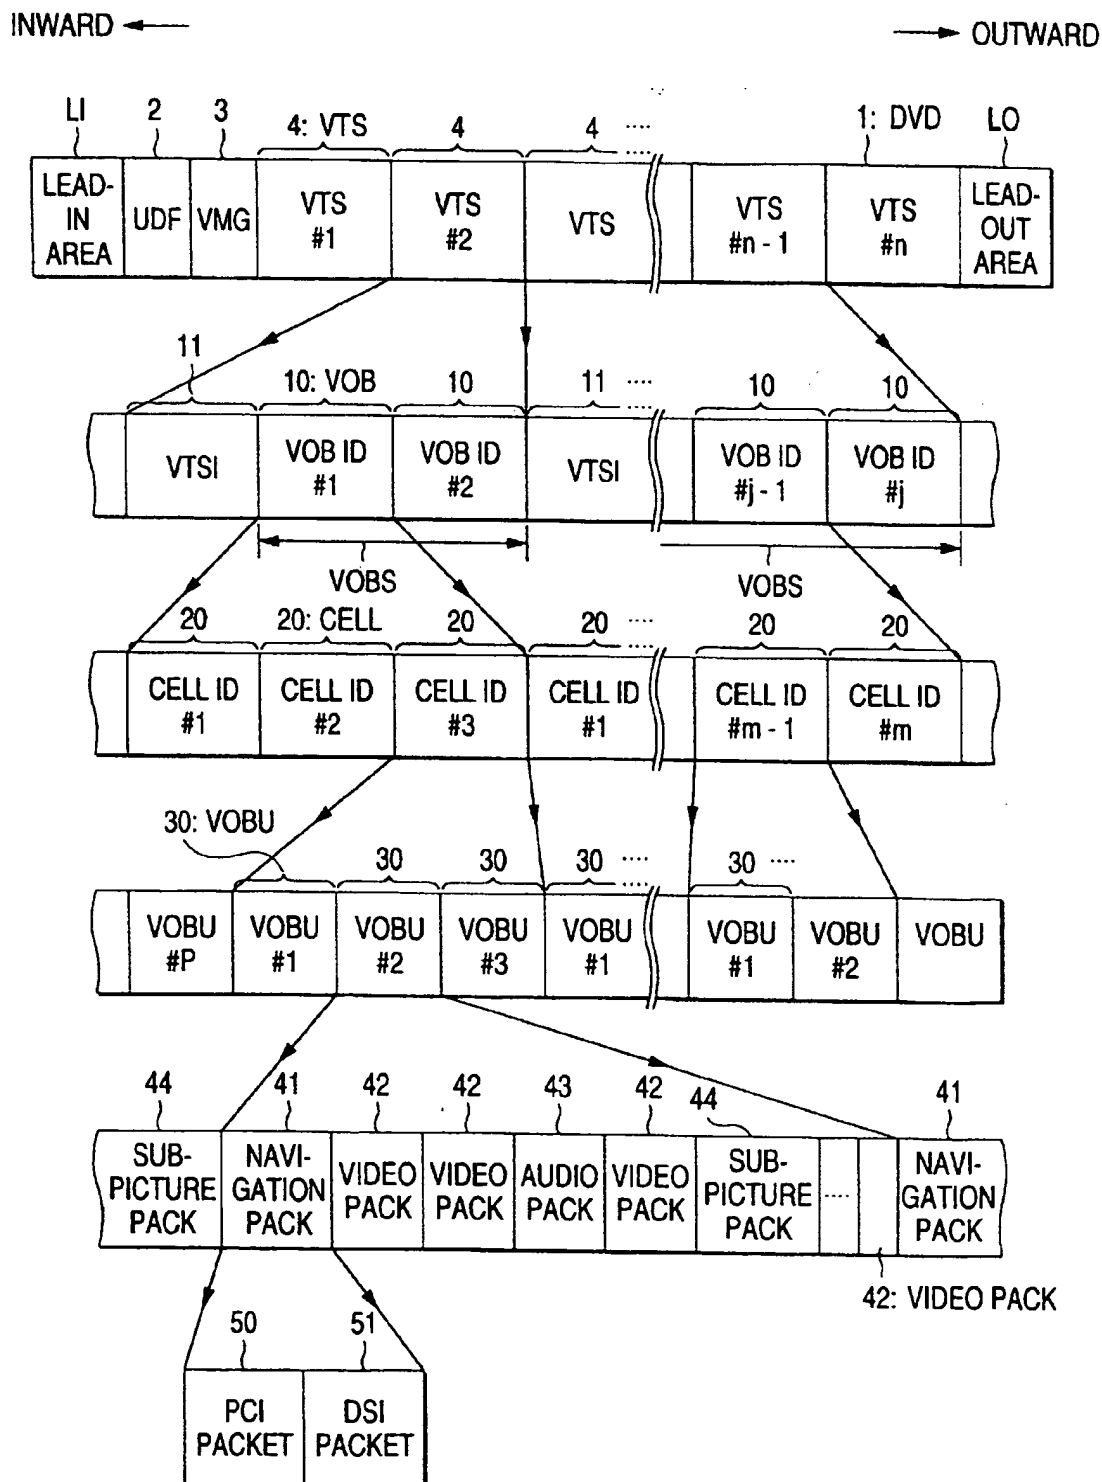 INWARD
OUTWARD
LI 2 3 4: VTS 4 4 ···· 1: DVD LO
LEAD-IN AREA
UDF
VMG
VTS #1
VTS #2
VTS
VTS #n - 1
VTS #n
LEAD-OUT AREA
11 10: VOB 10 11 ···· 10 10
VTSI
VOB ID #1
VOB ID #2
VTSI
VOB ID #j - 1
VOB ID #j
VOBS
VOBS
20 20: CELL 20 20 ···· 20 20
CELL ID #1
CELL ID #2
CELL ID #3
CELL ID #1
CELL ID #m - 1
CELL ID #m
30: VOBU 30 30 30 ···· 30 ····
VOBU #P
VOBU #1
VOBU #2
VOBU #3
VOBU #1
VOBU #1
VOBU #2
VOBU
44 41 42 42 43 42 44 41
SUB-PICTURE PACK
NAVI-GATION PACK
VIDEO PACK
VIDEO PACK
AUDIO PACK
VIDEO PACK
SUB-PICTURE PACK
····
NAVI-GATION PACK
42: VIDEO PACK
50 51
PCI PACKET
DSI PACKET